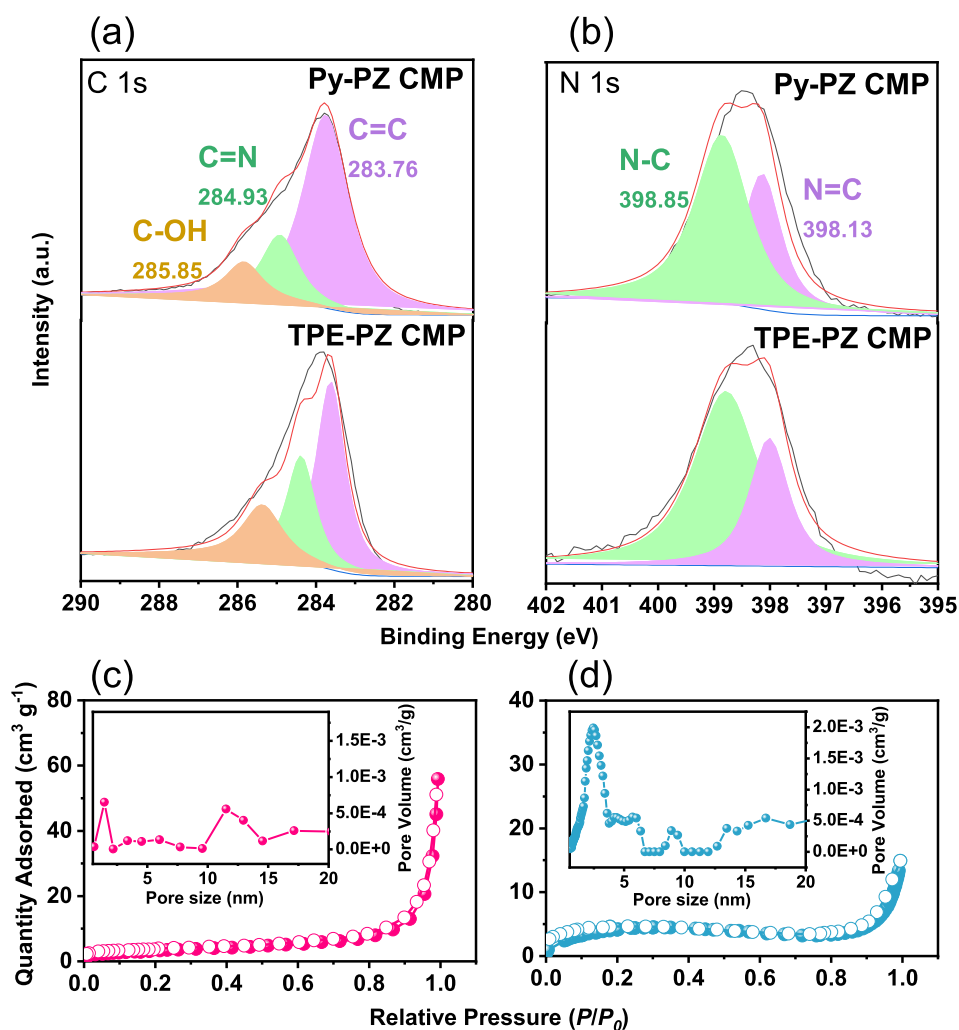 (a)
(b)
C 1s
Py-PZ CMP
C=C
283.76
C=N
284.93
C-OH
285.85
TPE-PZ CMP
290 288 286 284 282 280
N 1s
Py-PZ CMP
N-C
398.85
N=C
398.13
TPE-PZ CMP
402 401 400 399 398 397 396 395
Intensity (a.u.)
Binding Energy (eV)
(c)
(d)
Quantity Adsorbed (cm³ g⁻¹)
80
60
40
20
0
0.0 0.2 0.4 0.6 0.8 1.0
1.5E-3
1.0E-3
5.0E-4
0.0E+0
Pore Volume (cm³/g)
5 10 15 20
Pore size (nm)
40
35
30
25
20
15
10
5
0
0.0 0.2 0.4 0.6 0.8 1.0
2.0E-3
1.5E-3
1.0E-3
5.0E-4
0.0E+0
Pore Volume (cm³/g)
5 10 15 20
Pore size (nm)
Relative Pressure (P/P₀)